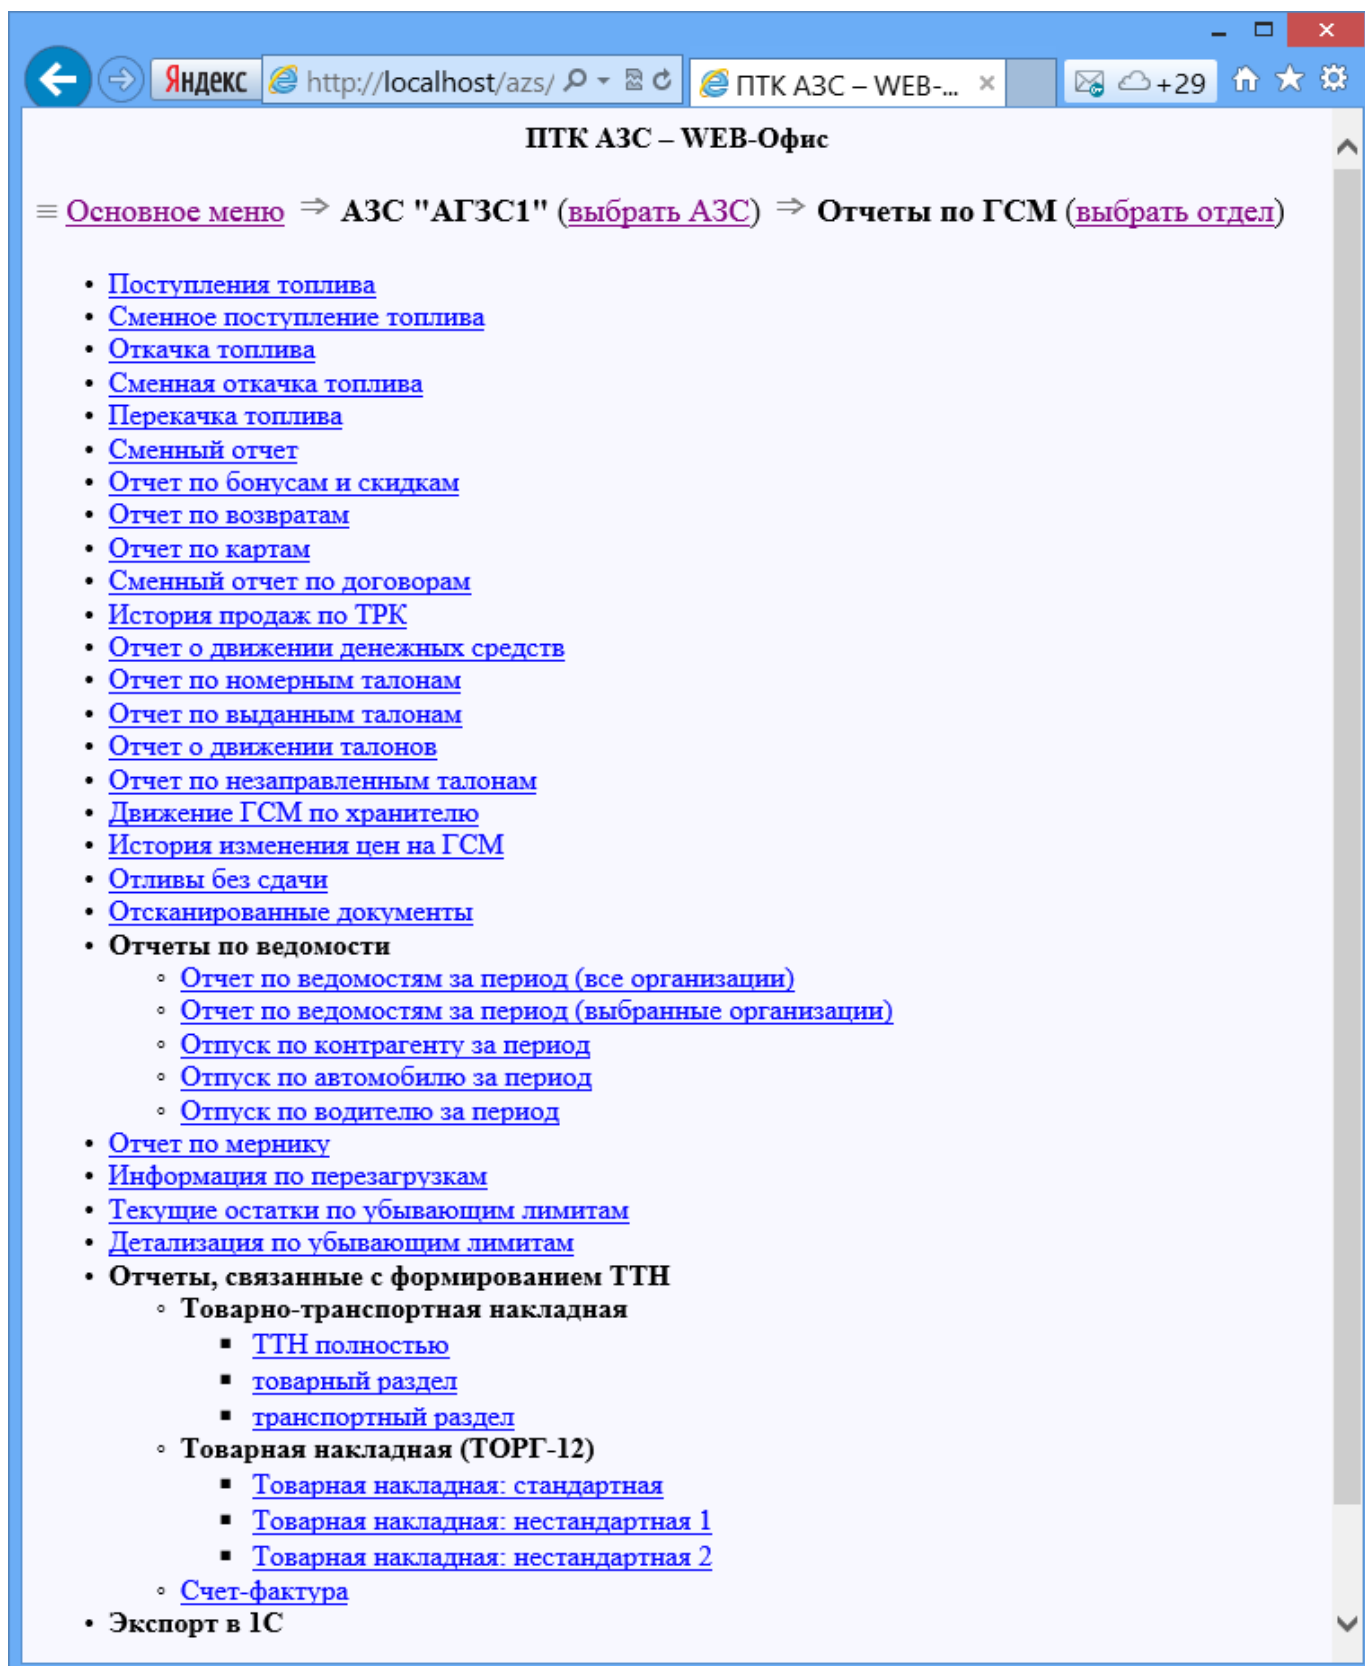 Яндекс http://localhost/azs/ ПТК АЗС – WEB-... +29
ПТК АЗС – WEB-Офис
≡ Основное меню ⇒ АЗС "АГЗС1" (выбрать АЗС) ⇒ Отчеты по ГСМ (выбрать отдел)
• Поступления топлива
• Сменное поступление топлива
• Откачка топлива
• Сменная откачка топлива
• Перекачка топлива
• Сменный отчет
• Отчет по бонусам и скидкам
• Отчет по возвратам
• Отчет по картам
• Сменный отчет по договорам
• История продаж по ТРК
• Отчет о движении денежных средств
• Отчет по номерным талонам
• Отчет по выданным талонам
• Отчет о движении талонов
• Отчет по незаправленным талонам
• Движение ГСМ по хранителю
• История изменения цен на ГСМ
• Отливы без сдачи
• Отсканированные документы
• Отчеты по ведомости
◦ Отчет по ведомостям за период (все организации)
◦ Отчет по ведомостям за период (выбранные организации)
◦ Отпуск по контрагенту за период
◦ Отпуск по автомобилю за период
◦ Отпуск по водителю за период
• Отчет по мернику
• Информация по перезагрузкам
• Текущие остатки по убывающим лимитам
• Детализация по убывающим лимитам
• Отчеты, связанные с формированием ТТН
◦ Товарно-транспортная накладная
▪ ТТН полностью
▪ товарный раздел
▪ транспортный раздел
◦ Товарная накладная (ТОРГ-12)
▪ Товарная накладная: стандартная
▪ Товарная накладная: нестандартная 1
▪ Товарная накладная: нестандартная 2
◦ Счет-фактура
• Экспорт в 1С